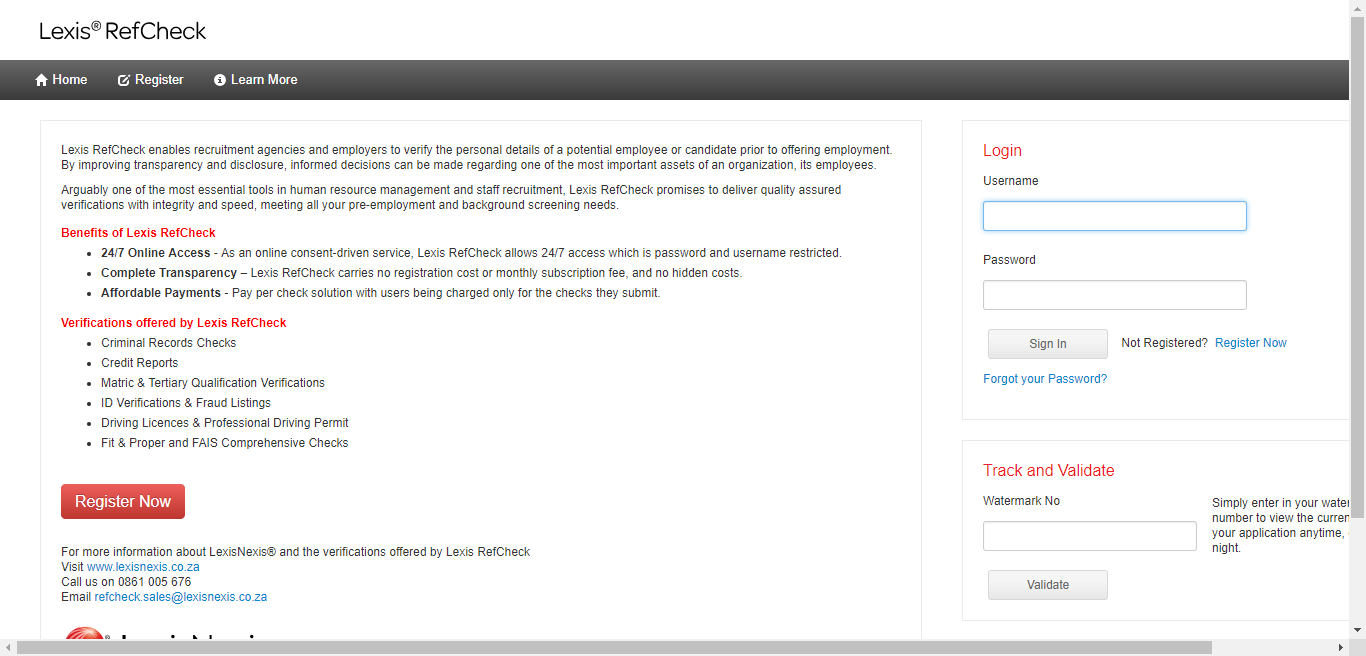 Lexis® RefCheck
Home
Register
Learn More
Lexis RefCheck enables recruitment agencies and employers to verify the personal details of a potential employee or candidate prior to offering employment.
By improving transparency and disclosure, informed decisions can be made regarding one of the most important assets of an organization, its employees.
Arguably one of the most essential tools in human resource management and staff recruitment, Lexis RefCheck promises to deliver quality assured
verifications with integrity and speed, meeting all your pre-employment and background screening needs.
Benefits of Lexis RefCheck
• 24/7 Online Access - As an online consent-driven service, Lexis RefCheck allows 24/7 access which is password and username restricted.
• Complete Transparency – Lexis RefCheck carries no registration cost or monthly subscription fee, and no hidden costs.
• Affordable Payments - Pay per check solution with users being charged only for the checks they submit.
Verifications offered by Lexis RefCheck
• Criminal Records Checks
• Credit Reports
• Matric & Tertiary Qualification Verifications
• ID Verifications & Fraud Listings
• Driving Licences & Professional Driving Permit
• Fit & Proper and FAIS Comprehensive Checks
Register Now
For more information about LexisNexis® and the verifications offered by Lexis RefCheck
Visit www.lexisnexis.co.za
Call us on 0861 005 676
Email refcheck.sales@lexisnexis.co.za
Login
Username
Password
Sign In
Not Registered? Register Now
Forgot your Password?
Track and Validate
Watermark No
Simply enter in your
number to view the
your application anytime,
night.
Validate